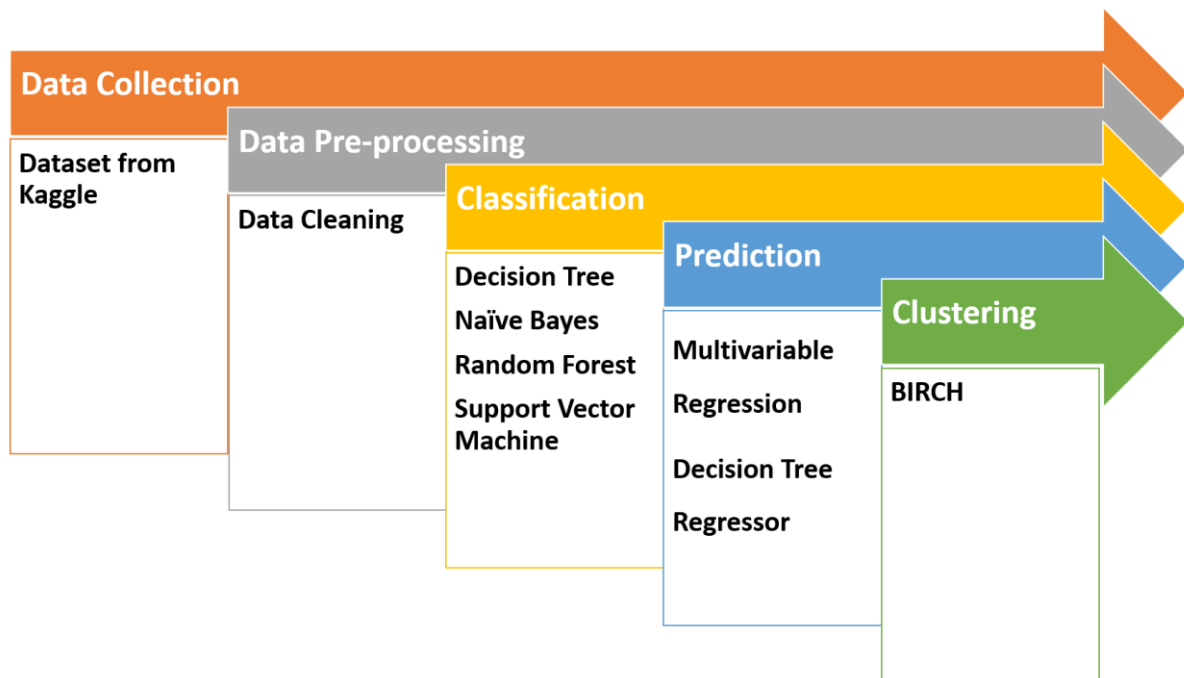 Data Collection
Dataset from
Kaggle
Data Pre-processing
Data Cleaning
Classification
Decision Tree
Naïve Bayes
Random Forest
Support Vector
Machine
Prediction
Multivariable
Regression
Decision Tree
Regressor
Clustering
BIRCH